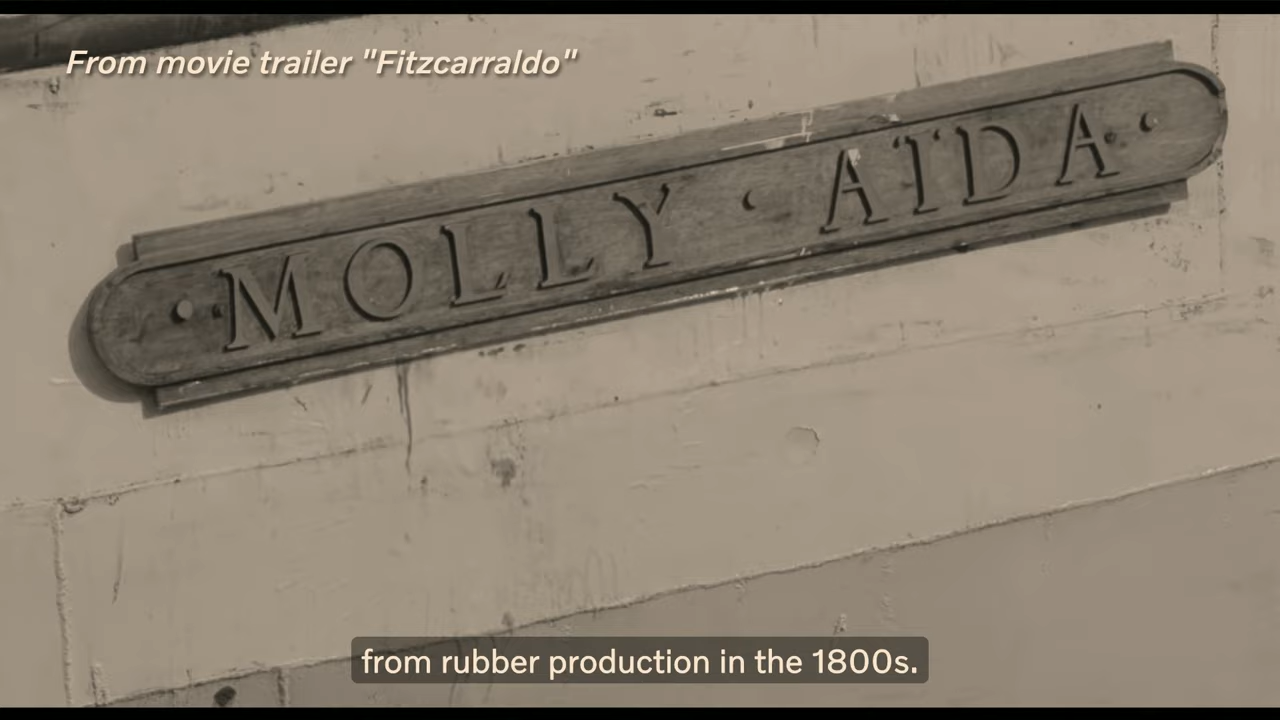 From movie trailer "Fitzcarraldo"
MOLLY · AÏDA
from rubber production in the 1800s.